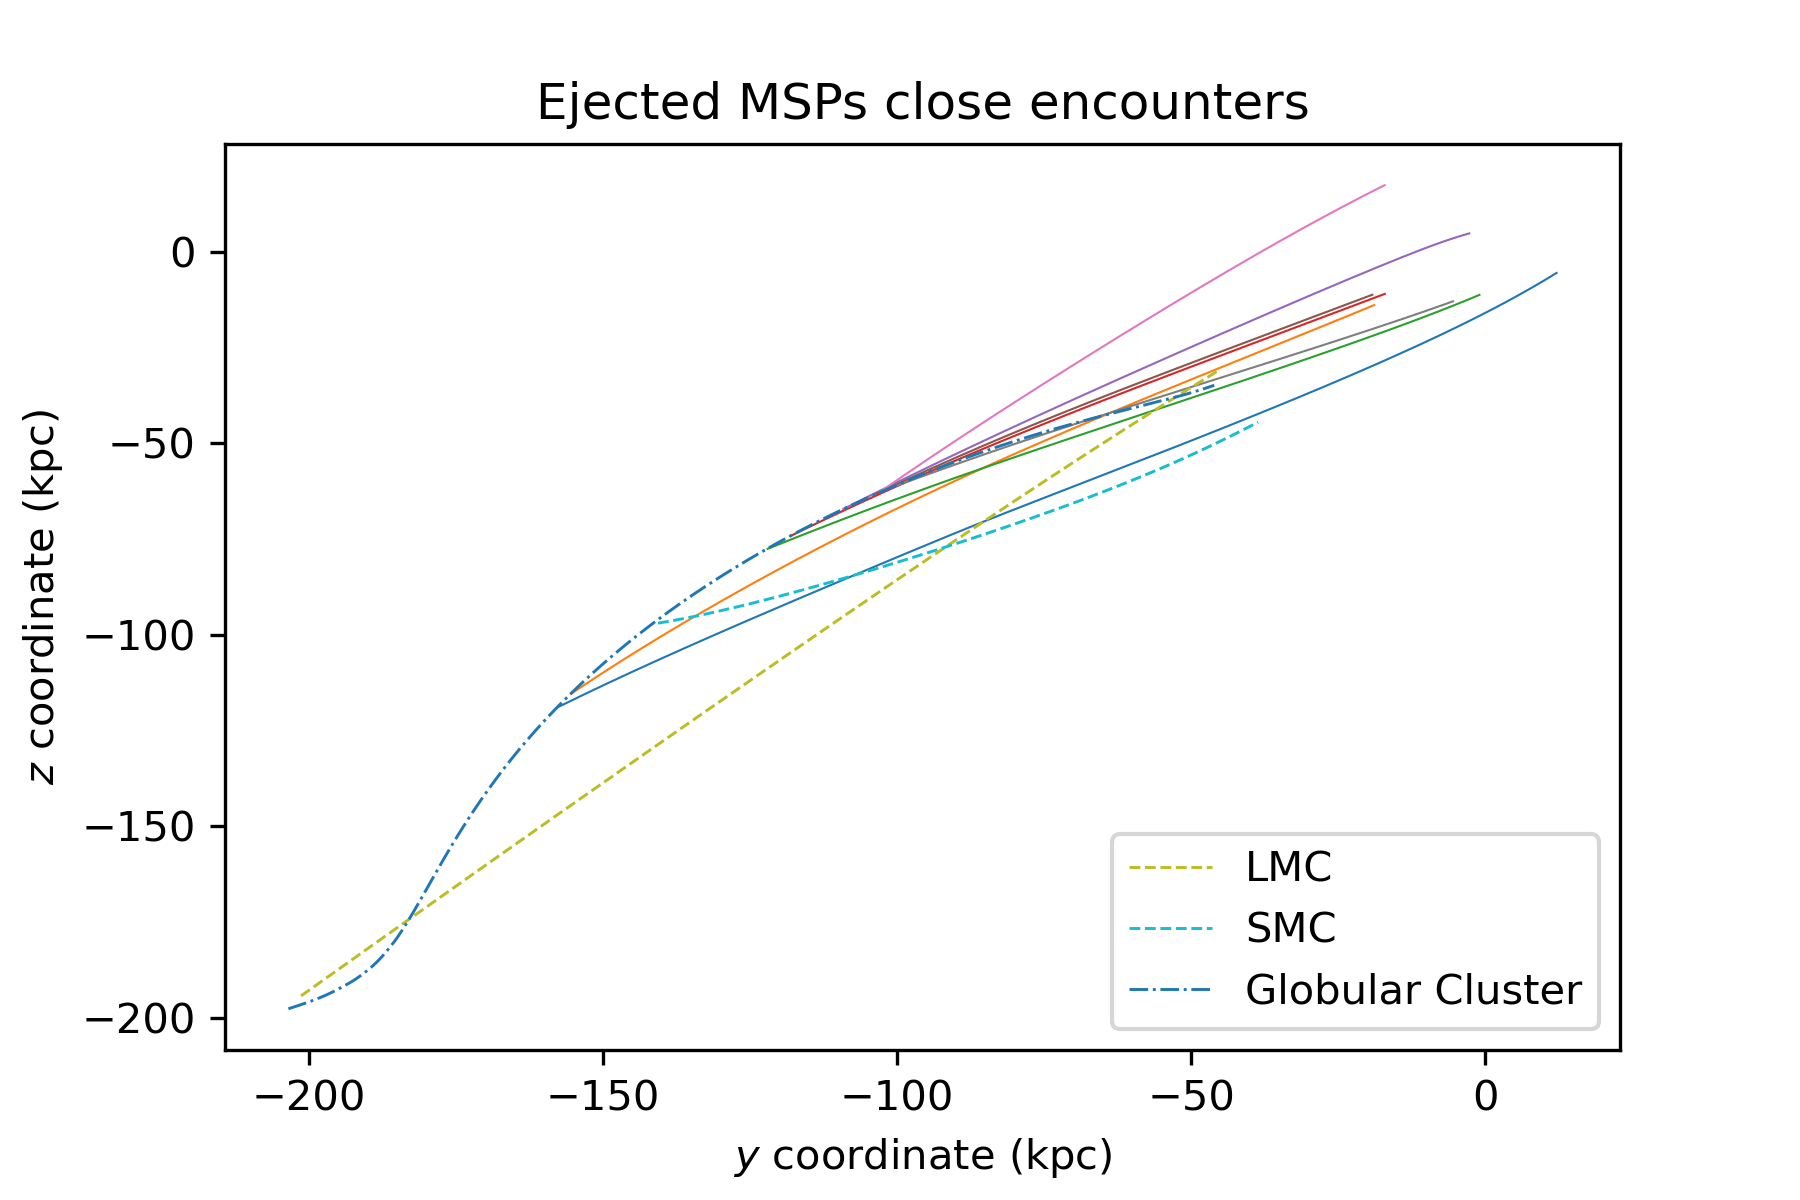 Ejected MSPs close encounters
0
−50
−100
−150
−200
z coordinate (kpc)
LMC
SMC
Globular Cluster
−200 −150 −100 −50 0
y coordinate (kpc)